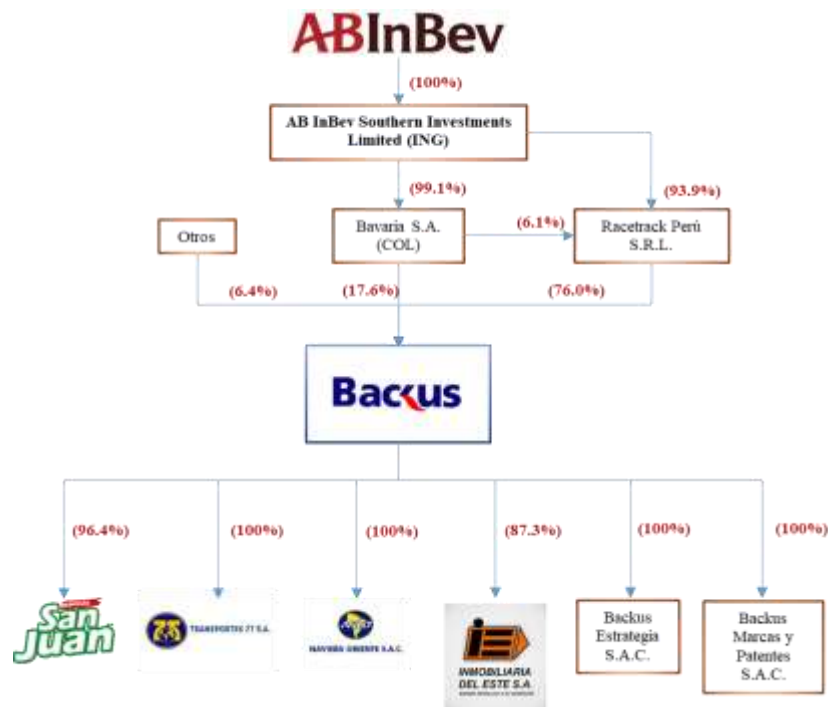 ABInBev
(100%)
AB InBev Southern Investments
Limited (ING)
(99.1%)
(93.9%)
Otros
Bavaria S.A.
(COL)
(6.1%)
Racetrack Perú
S.R.L.
(6.4%)
(17.6%)
(76.0%)
Backus
(96.4%)
(100%)
(100%)
(87.3%)
(100%)
(100%)
San
Juan
TRANSPORTES 77 S.A.
NAVIERA ORIENTE S.A.C.
INMOBILIARIA
DEL ESTE S.A.
Backus
Estrategia
S.A.C.
Backus
Marcas y
Patentes
S.A.C.